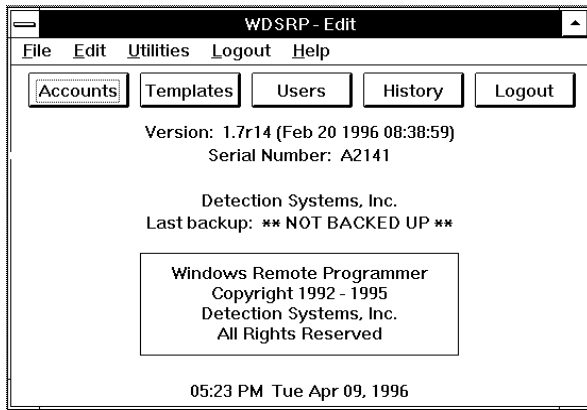 WDSRP - Edit
File Edit Utilities Logout Help
Accounts Templates Users History Logout
Version: 1.7r14 (Feb 20 1996 08:38:59)
Serial Number: A2141
Detection Systems, Inc.
Last backup: ** NOT BACKED UP **
Windows Remote Programmer
Copyright 1992 - 1995
Detection Systems, Inc.
All Rights Reserved
05:23 PM Tue Apr 09, 1996